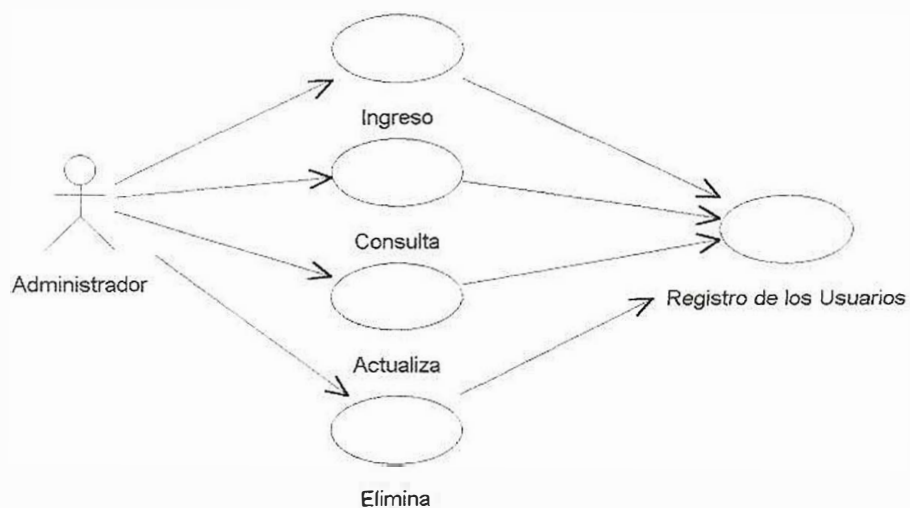 Ingreso
Consulta
Administrador
Registro de los Usuarios
Actualiza
Elimina